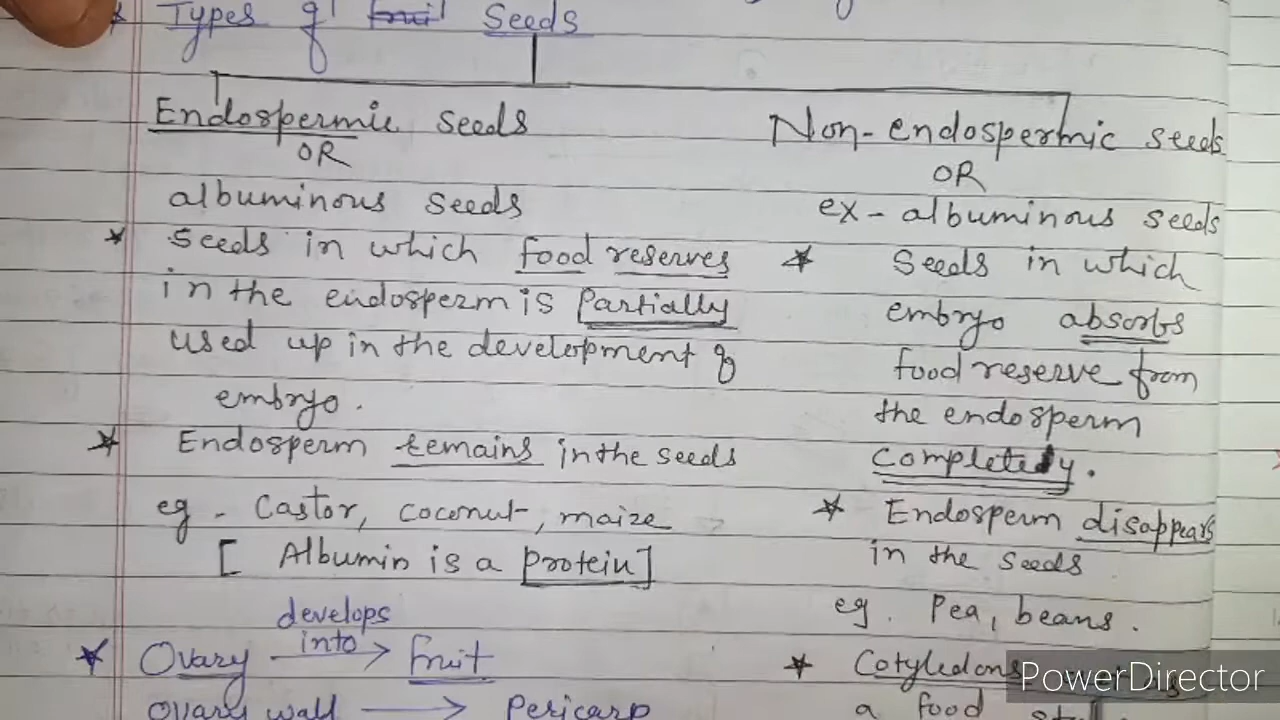 Types of Seeds
Endospermic seeds
OR
albuminous seeds
* Seeds in which food reserves
in the endosperm is Partially
used up in the development of
embryo.
* Endosperm remains in the seeds
eg - Castor, coconut, maize
[ Albumin is a protein]
Non-endospermic seeds
OR
ex-albuminous seeds
* Seeds in which
embryo absorbs
food reserve from
the endosperm
completely.
* Endosperm disappears
in the seeds
eg. Pea, beans.
develops
into
* Ovary → fruit
Ovary wall → Pericarp
* Cotyledons
a food
PowerDirector